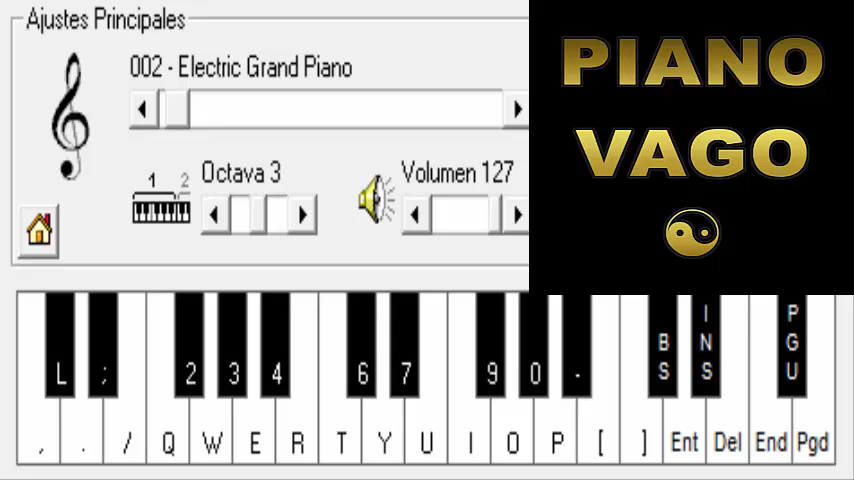 Ajustes Principales
002 - Electric Grand Piano
PIANO
VAGO
1 2
Octava 3
Volumen 127
L ; 2 3 4 6 7 9 0 - BS INS PGU
, . / Q W E R T Y U I O P [ ] Ent Del End Pgd